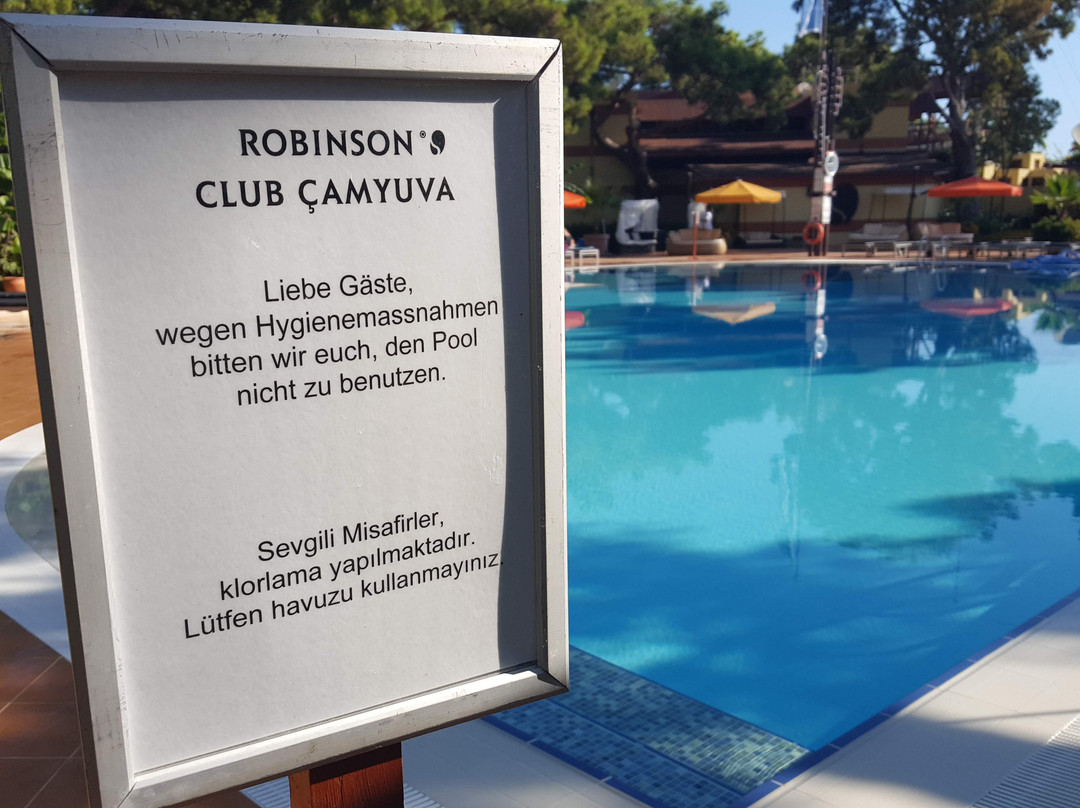 ROBINSON®
CLUB ÇAMYUVA
Liebe Gäste,
wegen Hygienemassnahmen
bitten wir euch, den Pool
nicht zu benutzen.
Sevgili Misafirler,
klorlama yapılmaktadır.
Lütfen havuzu kullanmayınız.